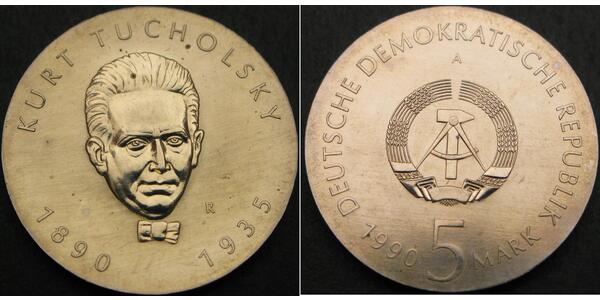 KURT TUCHOLSKY
R
1890 1935
DEUTSCHE DEMOKRATISCHE REPUBLIK
A
1990 5 MARK